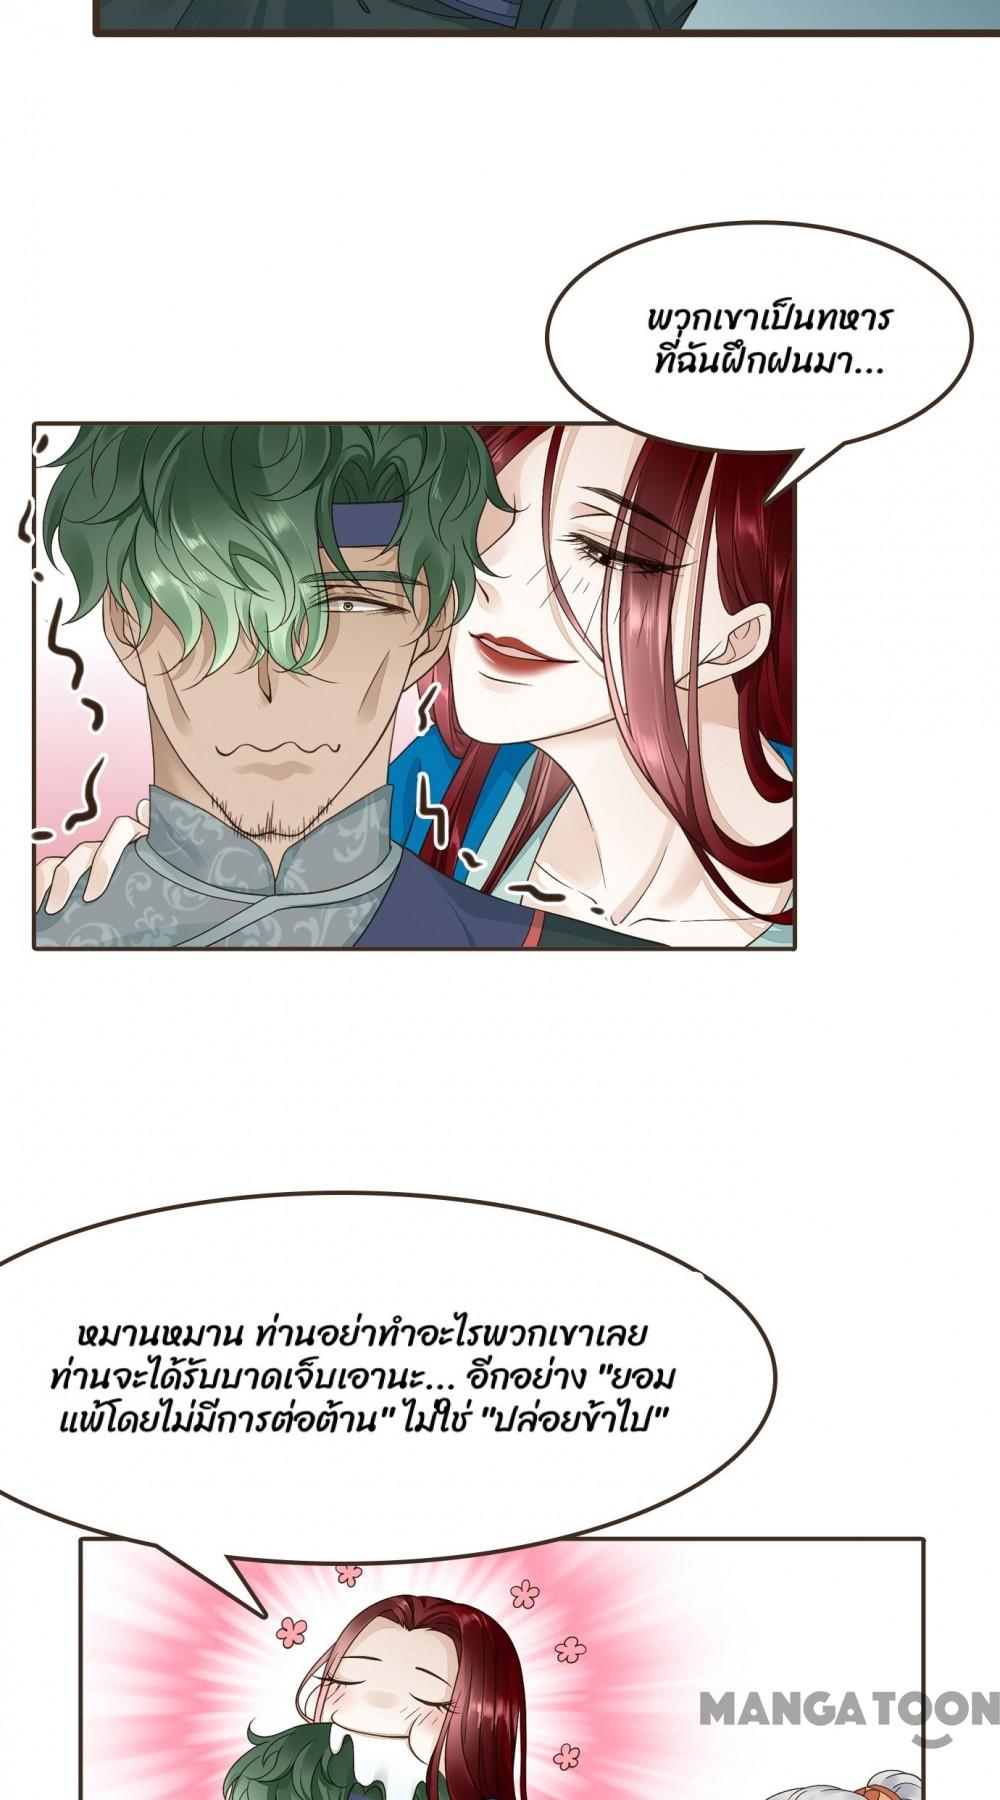 พวกเขาเป็นทหาร
ที่ฉันฝึกฝนมา...
หมานหมาน ท่านอย่าทำอะไรพวกเขาเลย
ท่านจะได้รับบาดเจ็บเอานะ... อีกอย่าง "ยอม
แพ้โดยไม่มีการต่อต้าน" ไม่ใช่ "ปล่อยข้าไป"
MANGATOON